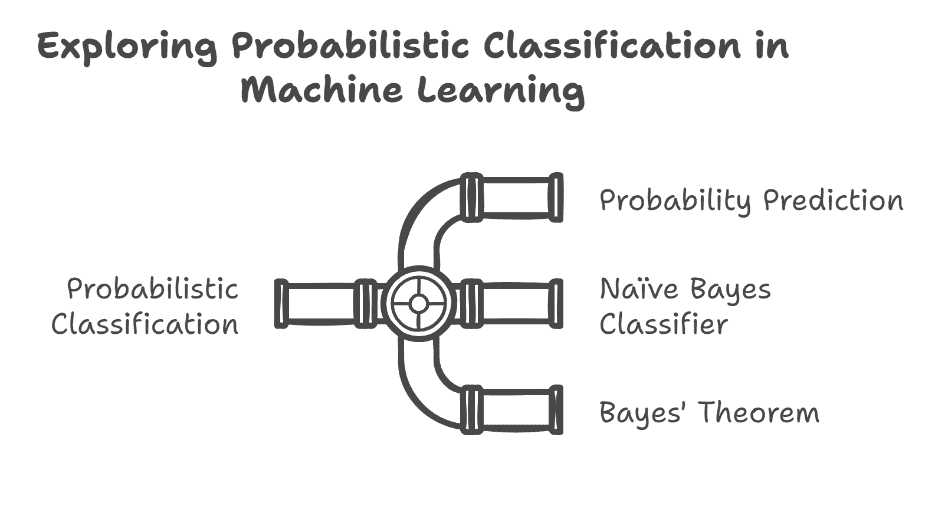 Exploring Probabilistic Classification in
Machine Learning
Probability Prediction
Probabilistic
Classification
Naïve Bayes
Classifier
Bayes' Theorem